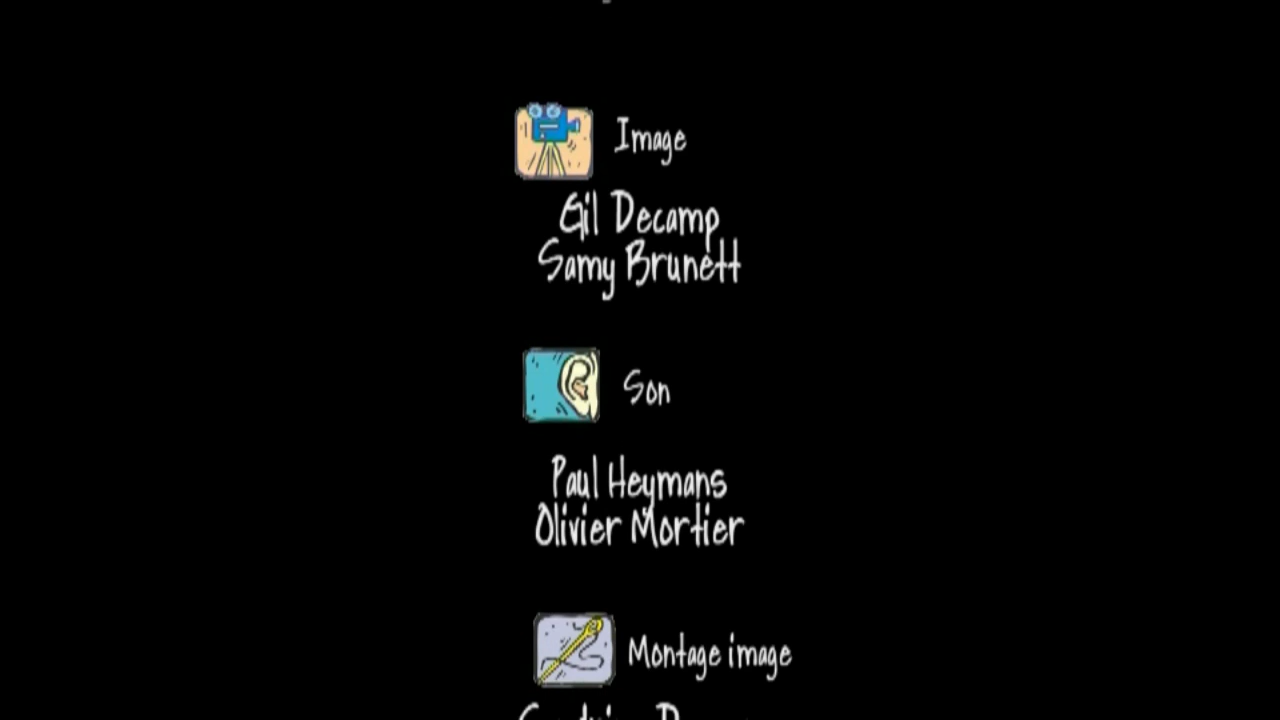 Image
Gil Decamp
Samy Brunett
Son
Paul Heymans
Olivier Mortier
Montage image